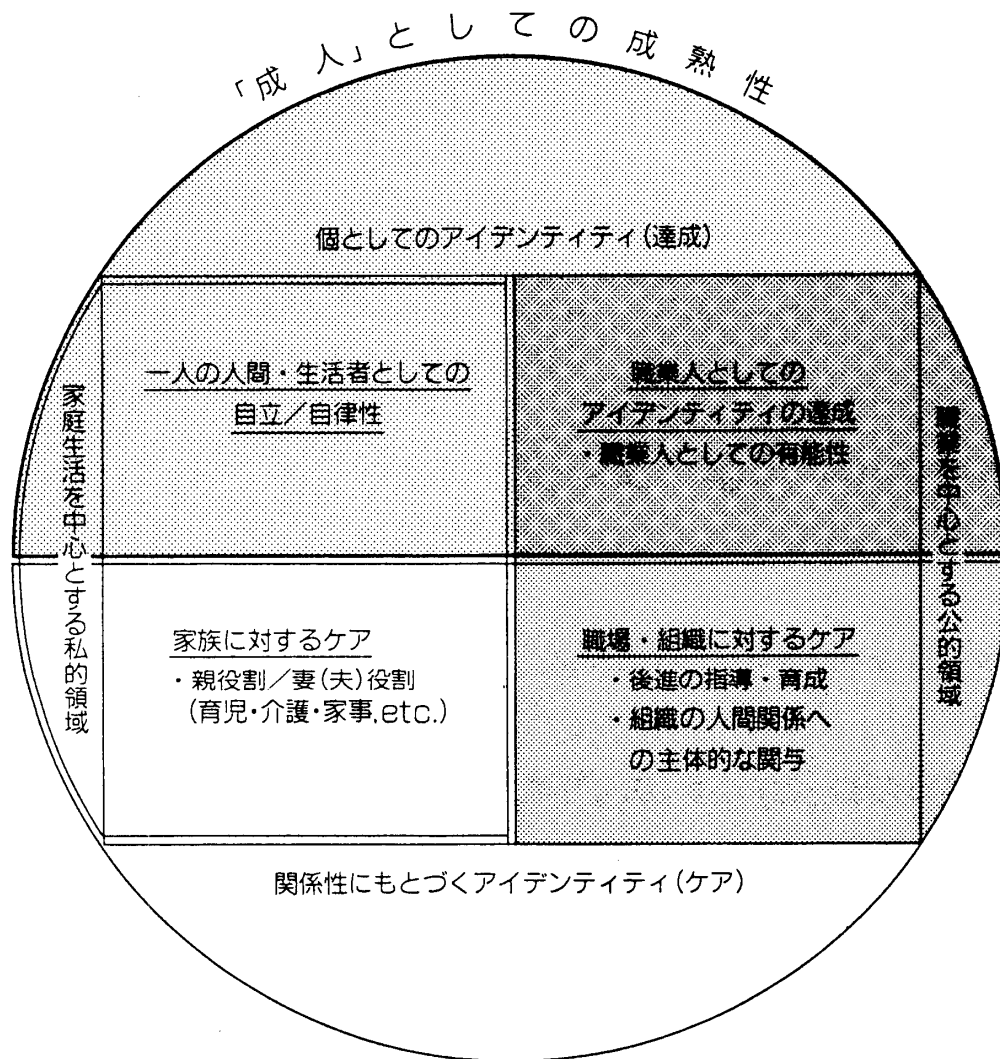 「成人」としての成熟性
個としてのアイデンティティ(達成)
家庭生活を中心とする私的領域
一人の人間・生活者としての
自立／自律性
職業人としての
アイデンティティの達成
・職業人としての有能性
職業を中心とする公的領域
家族に対するケア
・親役割／妻(夫)役割
(育児・介護・家事,etc.)
職場・組織に対するケア
・後進の指導・育成
・組織の人間関係へ
の主体的な関与
関係性にもとづくアイデンティティ(ケア)